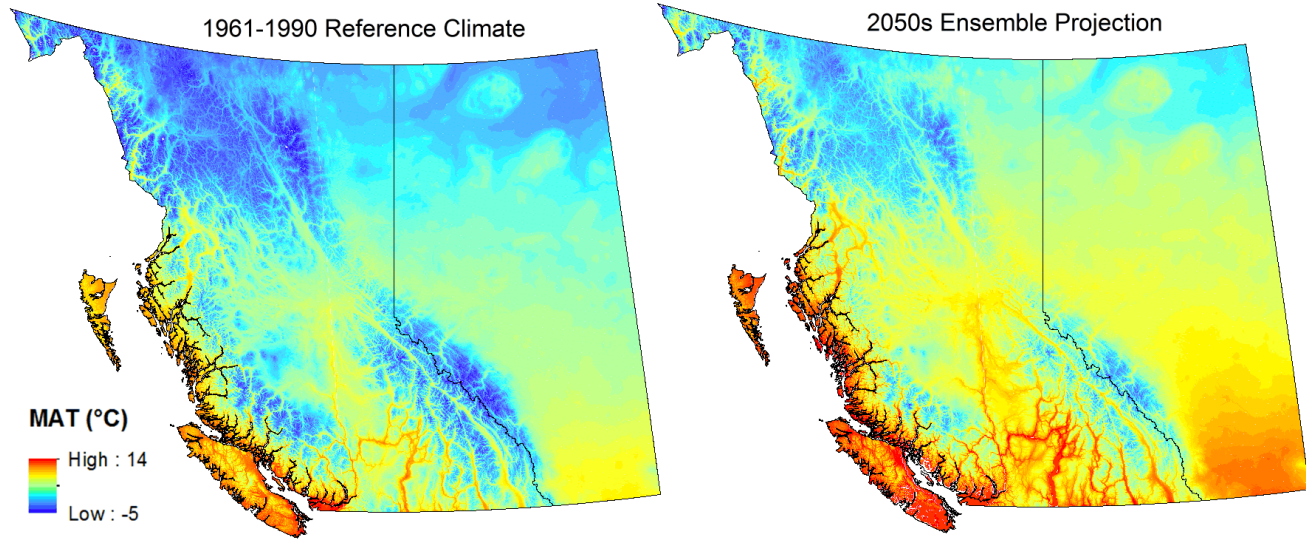 1961-1990 Reference Climate
2050s Ensemble Projection
MAT (°C)
High : 14
Low : -5